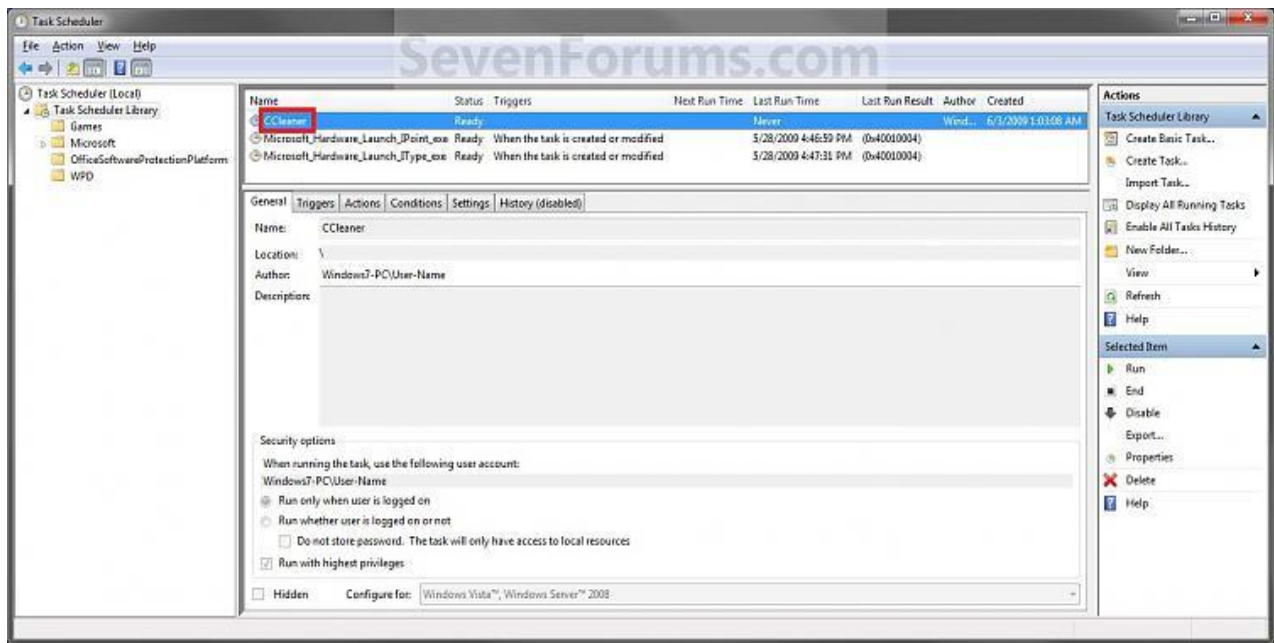 Task Scheduler
SevenForums.com
File Action View Help
Task Scheduler (Local)
Task Scheduler Library
Games
Microsoft
OfficeSoftwareProtectionPlatform
WPD
Name Status Triggers Next Run Time Last Run Time Last Run Result Author Created
CCleaner Ready Never Wind... 6/3/2009 1:03:08 AM
Microsoft_Hardware_Launch_IPoint_exe Ready When the task is created or modified 5/28/2009 4:46:59 PM (0x40010004)
Microsoft_Hardware_Launch_IType_exe Ready When the task is created or modified 5/28/2009 4:47:31 PM (0x40010004)
General Triggers Actions Conditions Settings History (disabled)
Name: CCleaner
Location: \
Author: Windows7-PC\User-Name
Description:
Security options
When running the task, use the following user account:
Windows7-PC\User-Name
Run only when user is logged on
Run whether user is logged on or not
Do not store password. The task will only have access to local resources
Run with highest privileges
Hidden Configure for: Windows Vista™, Windows Server™ 2008
Actions
Task Scheduler Library
Create Basic Task...
Create Task...
Import Task...
Display All Running Tasks
Enable All Tasks History
New Folder...
View
Refresh
Help
Selected Item
Run
End
Disable
Export...
Properties
Delete
Help